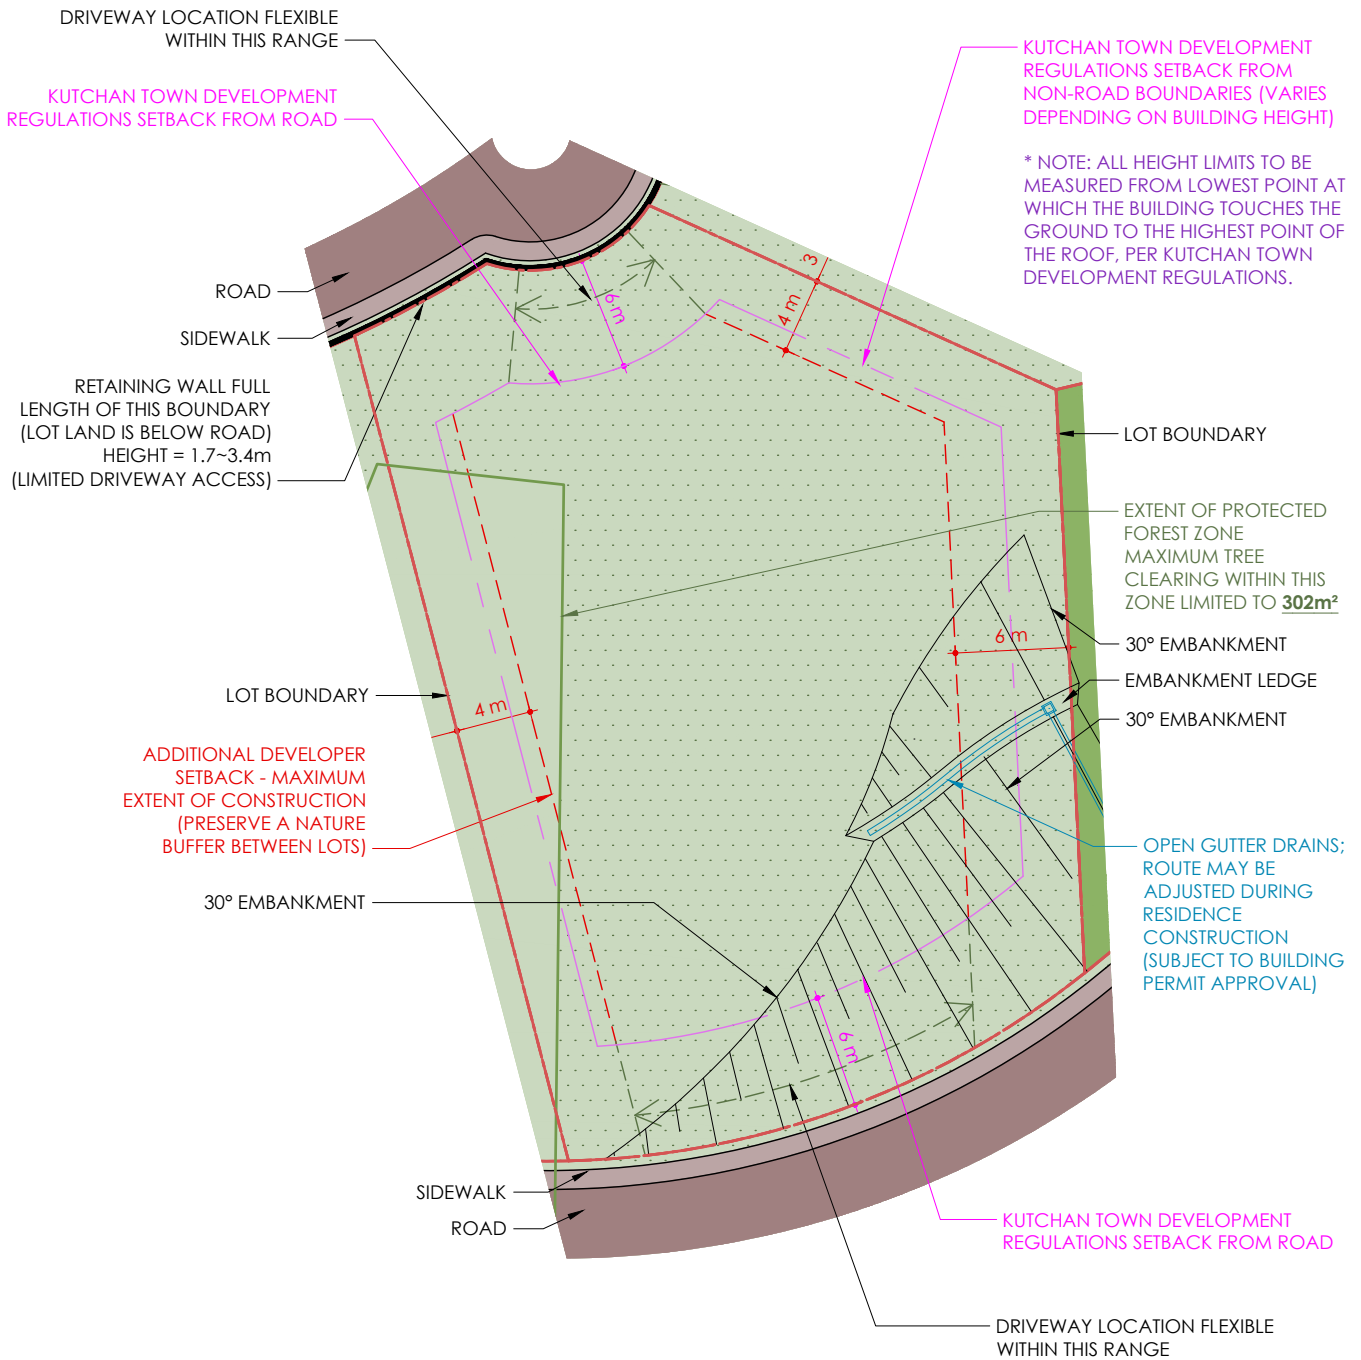 DRIVEWAY LOCATION FLEXIBLE
WITHIN THIS RANGE
KUTCHAN TOWN DEVELOPMENT
REGULATIONS SETBACK FROM ROAD
KUTCHAN TOWN DEVELOPMENT
REGULATIONS SETBACK FROM
NON-ROAD BOUNDARIES (VARIES
DEPENDING ON BUILDING HEIGHT)
* NOTE: ALL HEIGHT LIMITS TO BE
MEASURED FROM LOWEST POINT AT
WHICH THE BUILDING TOUCHES THE
GROUND TO THE HIGHEST POINT OF
THE ROOF, PER KUTCHAN TOWN
DEVELOPMENT REGULATIONS.
3
4 m
6 m
ROAD
SIDEWALK
RETAINING WALL FULL
LENGTH OF THIS BOUNDARY
(LOT LAND IS BELOW ROAD)
HEIGHT = 1.7~3.4m
(LIMITED DRIVEWAY ACCESS)
LOT BOUNDARY
EXTENT OF PROTECTED
FOREST ZONE
MAXIMUM TREE
CLEARING WITHIN THIS
ZONE LIMITED TO 302m²
6 m
30° EMBANKMENT
EMBANKMENT LEDGE
30° EMBANKMENT
LOT BOUNDARY
4 m
ADDITIONAL DEVELOPER
SETBACK - MAXIMUM
EXTENT OF CONSTRUCTION
(PRESERVE A NATURE
BUFFER BETWEEN LOTS)
OPEN GUTTER DRAINS;
ROUTE MAY BE
ADJUSTED DURING
RESIDENCE
CONSTRUCTION
(SUBJECT TO BUILDING
PERMIT APPROVAL)
30° EMBANKMENT
6 m
SIDEWALK
ROAD
KUTCHAN TOWN DEVELOPMENT
REGULATIONS SETBACK FROM ROAD
DRIVEWAY LOCATION FLEXIBLE
WITHIN THIS RANGE